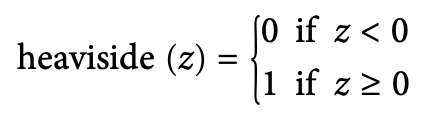 heaviside (z) = {0 if z < 0
1 if z ≥ 0